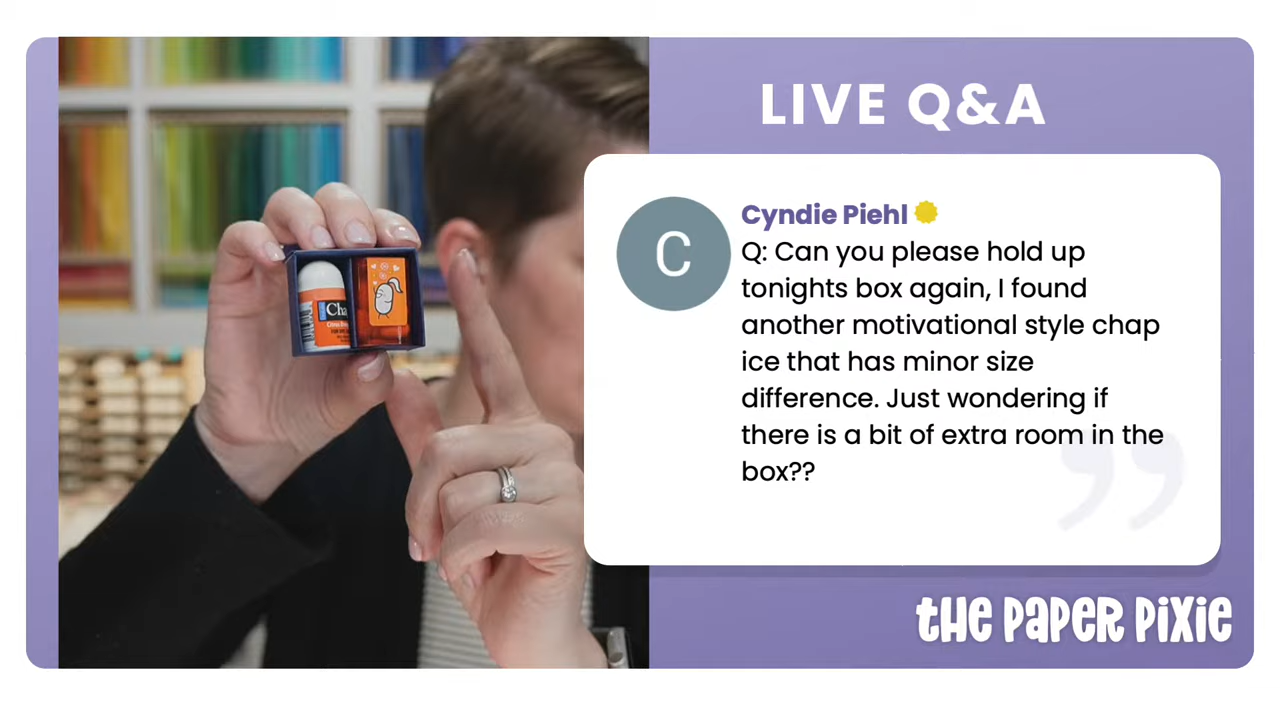 LIVE Q&A
C
Cyndie Piehl
Q: Can you please hold up
tonights box again, I found
another motivational style chap
ice that has minor size
difference. Just wondering if
there is a bit of extra room in the
box??
Cha
the PAPER PIXIE